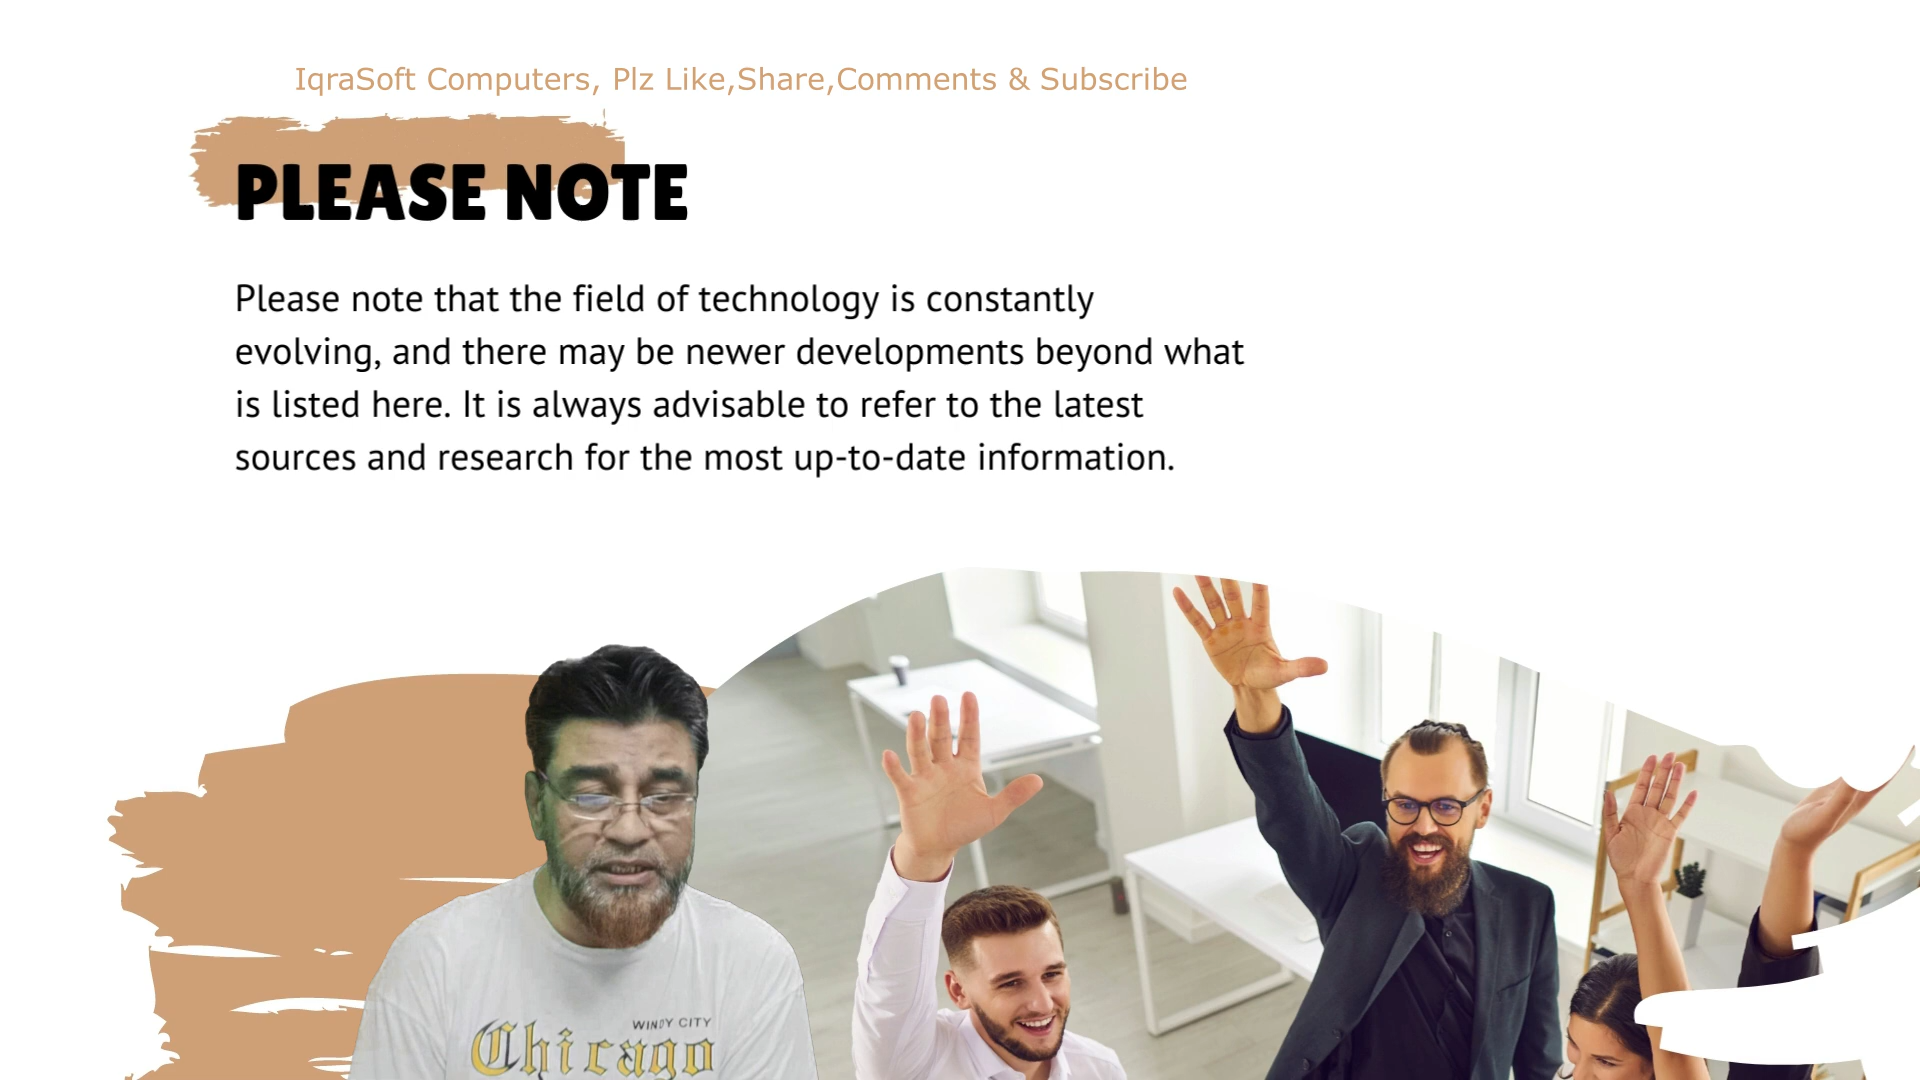 IqraSoft Computers, Plz Like,Share,Comments & Subscribe
PLEASE NOTE
Please note that the field of technology is constantly
evolving, and there may be newer developments beyond what
is listed here. It is always advisable to refer to the latest
sources and research for the most up-to-date information.
WINDY CITY
Chicago